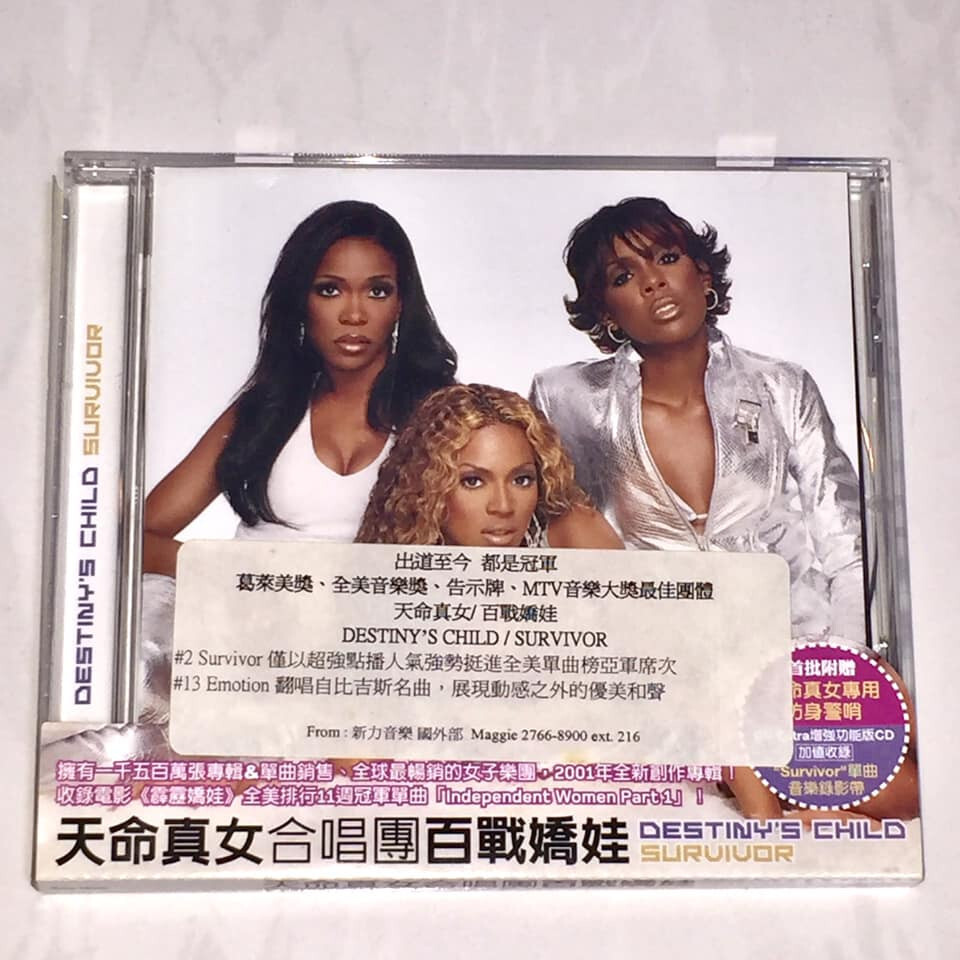 DESTINY'S CHILD SURVIVOR
出道至今 都是冠軍
葛萊美獎、全美音樂獎、告示牌、MTV音樂大獎最佳團體
天命真女/ 百戰嬌娃
DESTINY'S CHILD / SURVIVOR
#2 Survivor 僅以超強點播人氣強勢挺進全美單曲榜亞軍席次
#13 Emotion 翻唱自比吉斯名曲，展現動感之外的優美和聲
From : 新力音樂 國外部 Maggie 2766-8900 ext. 216
首批附贈
命真女專用
防身警哨
tra增強功能版CD
加值收錄
"Survivor"單曲
音樂錄影帶
擁有一千五百萬張專輯&單曲銷售、全球最暢銷的女子樂團，2001年全新創作專輯！
收錄電影《霹靂嬌娃》全美排行11週冠軍單曲「Independent Women Part 1」！
天命真女合唱團百戰嬌娃 DESTINY'S CHILD
SURVIVOR